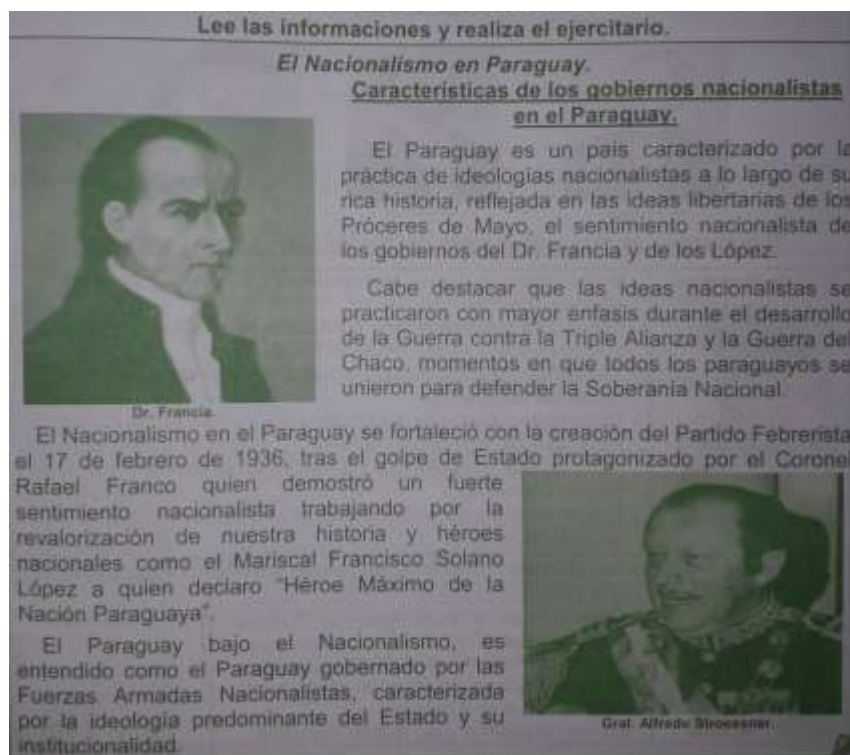 Lee las informaciones y realiza el ejercitario.
El Nacionalismo en Paraguay.
Características de los gobiernos nacionalistas
en el Paraguay.
El Paraguay es un país caracterizado por la
práctica de ideologías nacionalistas a lo largo de su
rica historia, reflejada en las ideas libertarias de los
Próceres de Mayo, el sentimiento nacionalista de
los gobiernos del Dr. Francia y de los López.
Cabe destacar que las ideas nacionalistas se
practicaron con mayor énfasis durante el desarrollo
de la Guerra contra la Triple Alianza y la Guerra del
Chaco, momentos en que todos los paraguayos se
unieron para defender la Soberanía Nacional.
Dr. Francia.
El Nacionalismo en el Paraguay se fortaleció con la creación del Partido Febrerista
el 17 de febrero de 1936, tras el golpe de Estado protagonizado por el Coronel
Rafael Franco quien demostró un fuerte
sentimiento nacionalista trabajando por la
revalorización de nuestra historia y héroes
nacionales como el Mariscal Francisco Solano
López a quien declaro "Héroe Máximo de la
Nación Paraguaya".
El Paraguay bajo el Nacionalismo, es
entendido como el Paraguay gobernado por las
Fuerzas Armadas Nacionalistas, caracterizada
por la ideología predominante del Estado y su
institucionalidad.
Gral. Alfredo Stroessner.